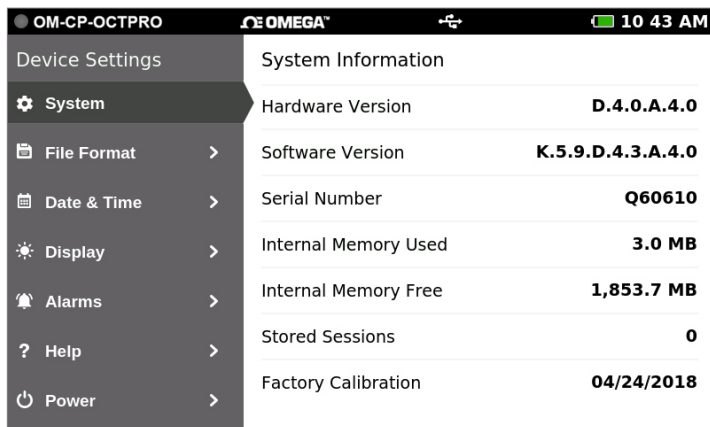 OM-CP-OCTPRO
Ω OMEGA™
10 43 AM
Device Settings
System
File Format
Date & Time
Display
Alarms
? Help
Power
System Information
Hardware Version D.4.0.A.4.0
Software Version K.5.9.D.4.3.A.4.0
Serial Number Q60610
Internal Memory Used 3.0 MB
Internal Memory Free 1,853.7 MB
Stored Sessions 0
Factory Calibration 04/24/2018